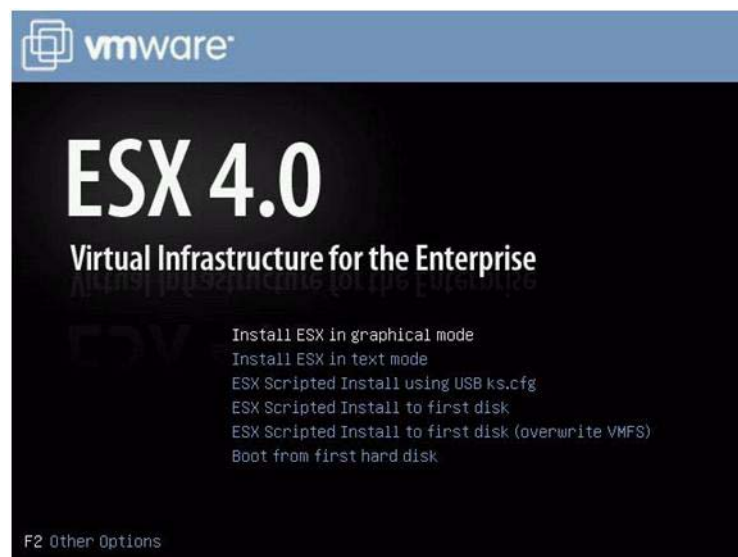 vmware
ESX 4.0
Virtual Infrastructure for the Enterprise
Install ESX in graphical mode
Install ESX in text mode
ESX Scripted Install using USB ks.cfg
ESX Scripted Install to first disk
ESX Scripted Install to first disk (overwrite VMFS)
Boot from first hard disk
F2 Other Options